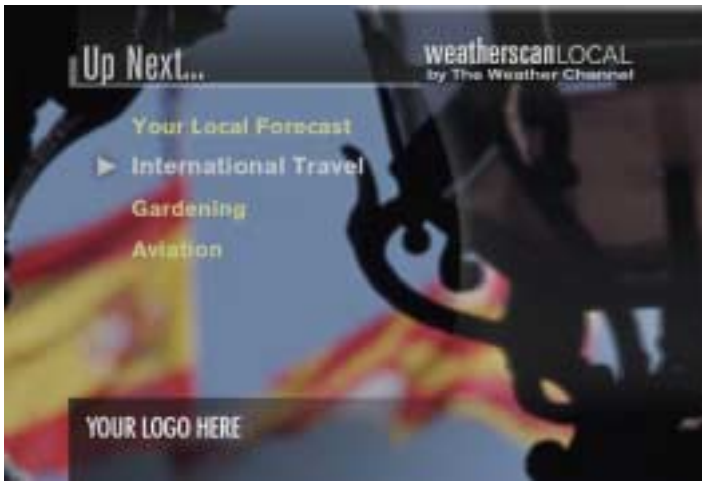 Up Next...
weatherscanLOCAL
by The Weather Channel
Your Local Forecast
International Travel
Gardening
Aviation
YOUR LOGO HERE